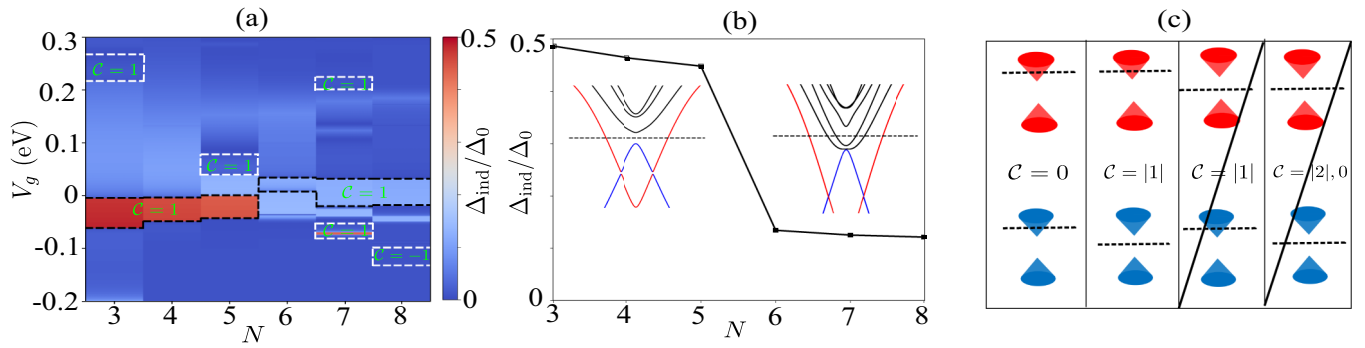 (a)
0.3
0.2
0.1
0
-0.1
-0.2
V_g (eV)
𝒞 = 1
𝒞 = 1
𝒞 = 1
𝒞 = 1
𝒞 = 1
𝒞 = 1
𝒞 = −1
3 4 5 6 7 8
N
0.5
0
Δ_ind/Δ_0
(b)
0.5
0
Δ_ind/Δ_0
3 4 5 6 7 8
N
(c)
𝒞 = 0 𝒞 = |1| 𝒞 = |1| 𝒞 = |2|, 0